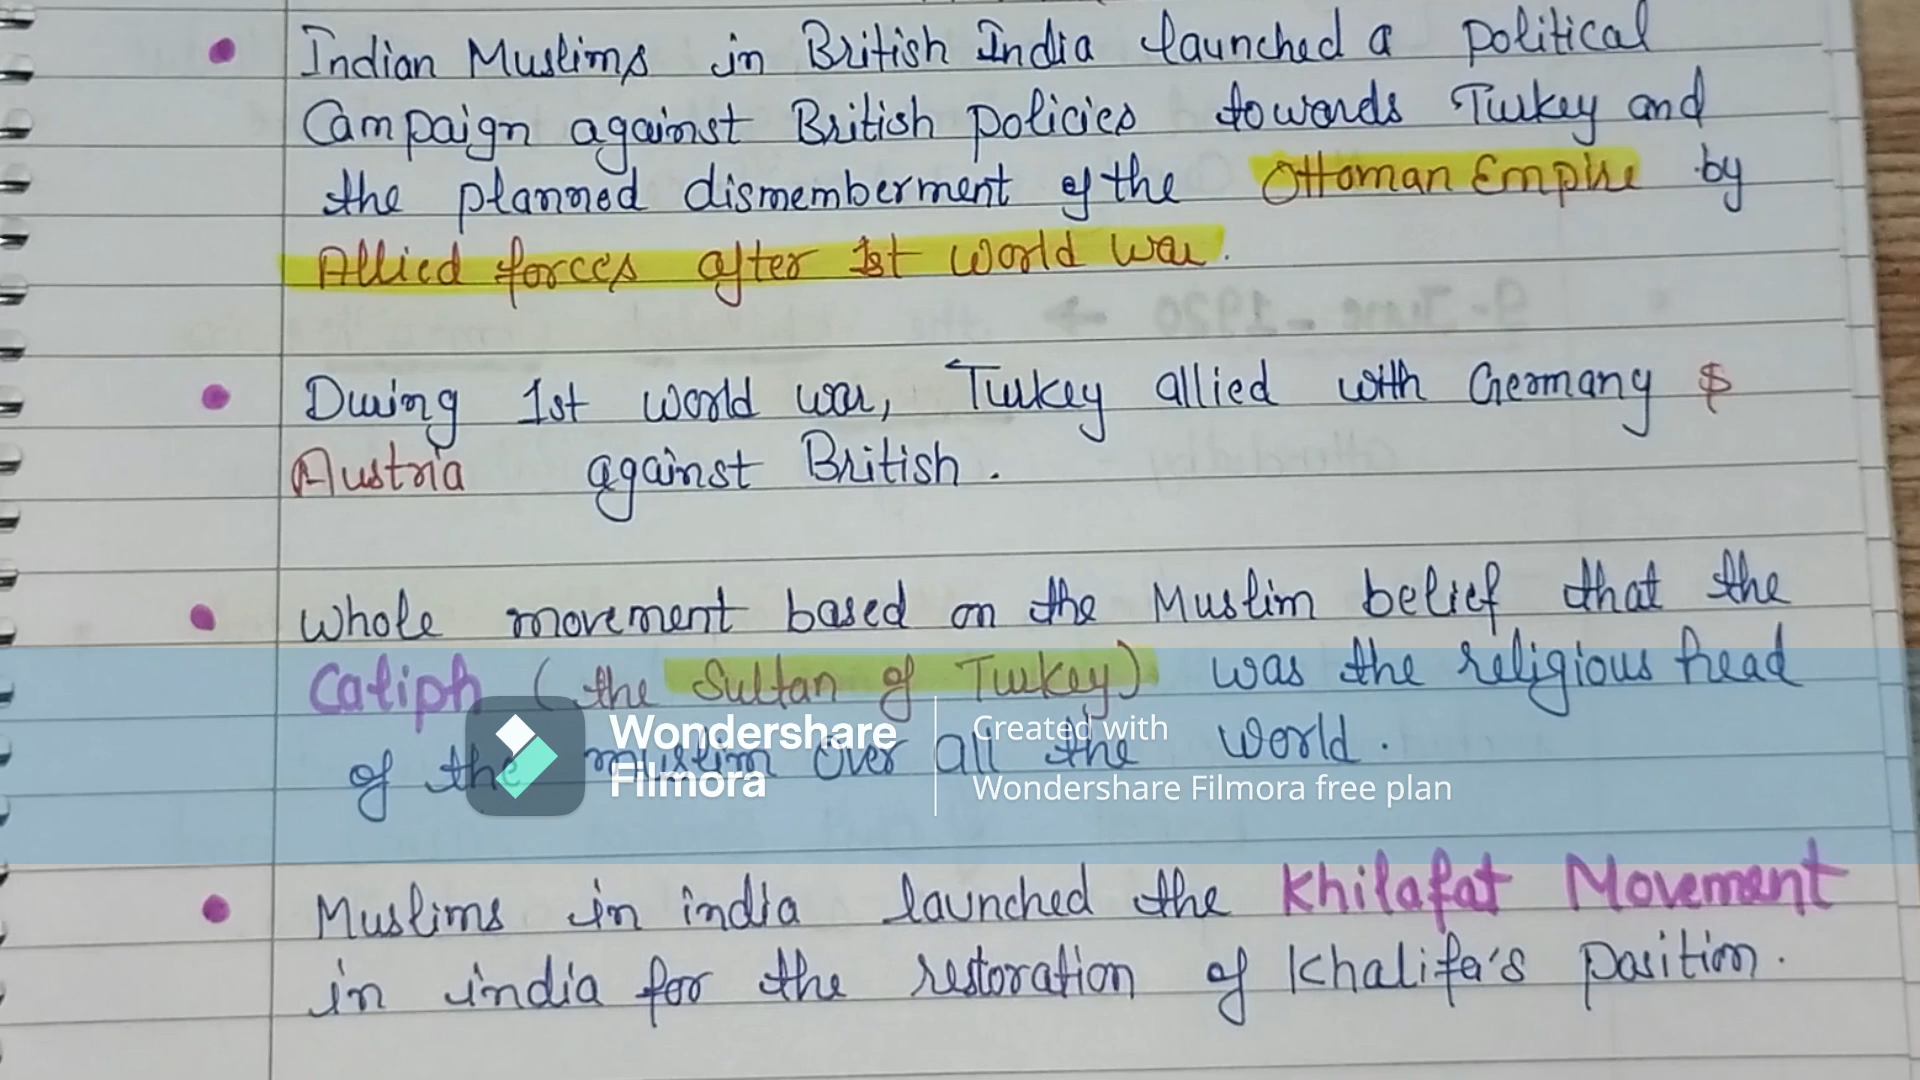 Indian Muslims in British India launched a political
Campaign against British policies towards Turkey and
the planned dismemberment of the Ottoman Empire by
Allied forces after 1st world war.
During 1st world war, Turkey allied with Germany &
Austria against British.
Whole movement based on the Muslim belief that the
Caliph (the Sultan of Turkey) was the religious head
of the muslim over all the world.
Wondershare
Filmora
Created with
Wondershare Filmora free plan
Muslims in india launched the Khilafat Movement
in india for the restoration of Khalifa's position.